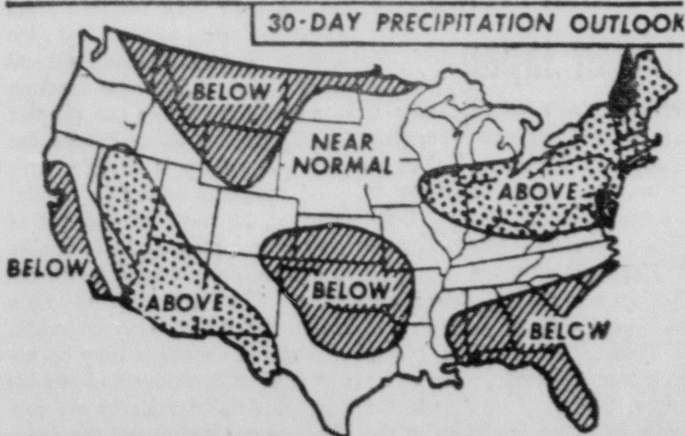 30-DAY PRECIPITATION OUTLOOK
BELOW
NEAR
NORMAL
ABOVE
BELOW
ABOVE
BELOW
BELOW